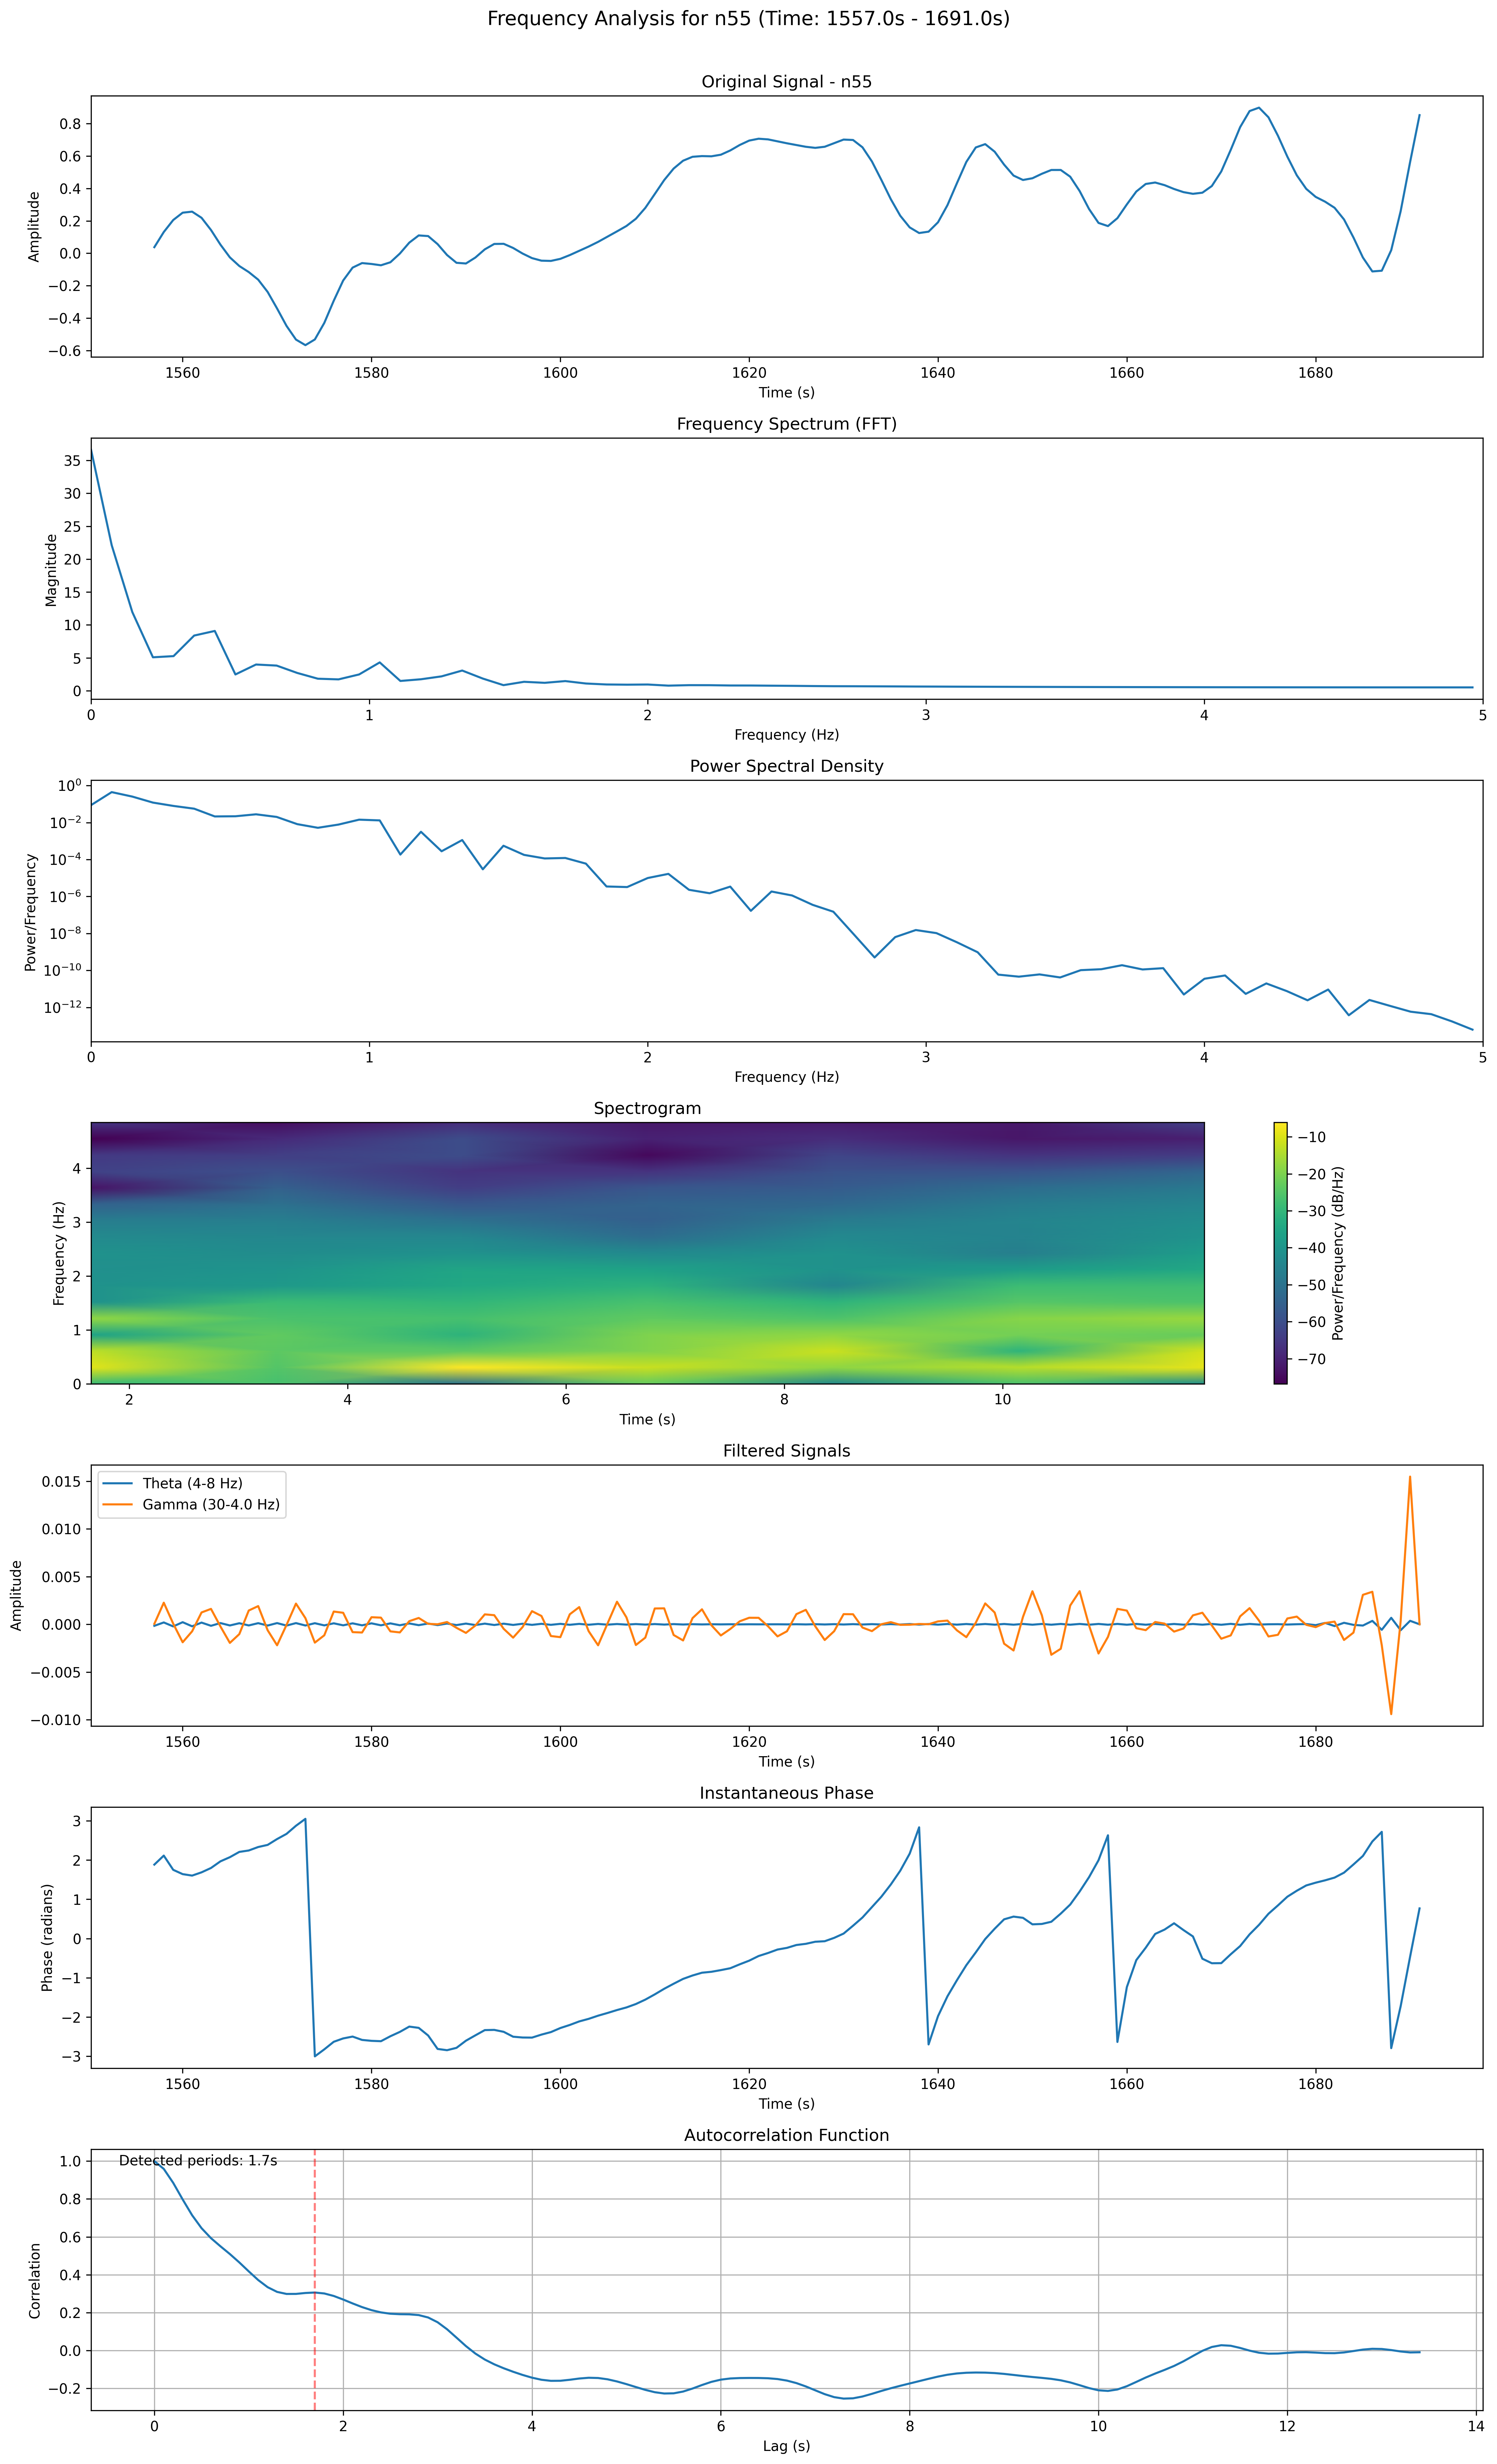 Frequency Analysis for n55 (Time: 1557.0s - 1691.0s)
Original Signal - n55
Amplitude
0.8
0.6
0.4
0.2
0.0
−0.2
−0.4
−0.6
1560 1580 1600 1620 1640 1660 1680
Time (s)
Frequency Spectrum (FFT)
Magnitude
35
30
25
20
15
10
5
0
0 1 2 3 4 5
Frequency (Hz)
Power Spectral Density
Power/Frequency
10⁰
10⁻²
10⁻⁴
10⁻⁶
10⁻⁸
10⁻¹⁰
10⁻¹²
0 1 2 3 4 5
Frequency (Hz)
Spectrogram
Frequency (Hz)
4
3
2
1
0
2 4 6 8 10
Time (s)
−10
−20
−30
−40
−50
−60
−70
Power/Frequency (dB/Hz)
Filtered Signals
Theta (4-8 Hz)
Gamma (30-4.0 Hz)
Amplitude
0.015
0.010
0.005
0.000
−0.005
−0.010
1560 1580 1600 1620 1640 1660 1680
Time (s)
Instantaneous Phase
Phase (radians)
3
2
1
0
−1
−2
−3
1560 1580 1600 1620 1640 1660 1680
Time (s)
Autocorrelation Function
Detected periods: 1.7s
Correlation
1.0
0.8
0.6
0.4
0.2
0.0
−0.2
0 2 4 6 8 10 12 14
Lag (s)